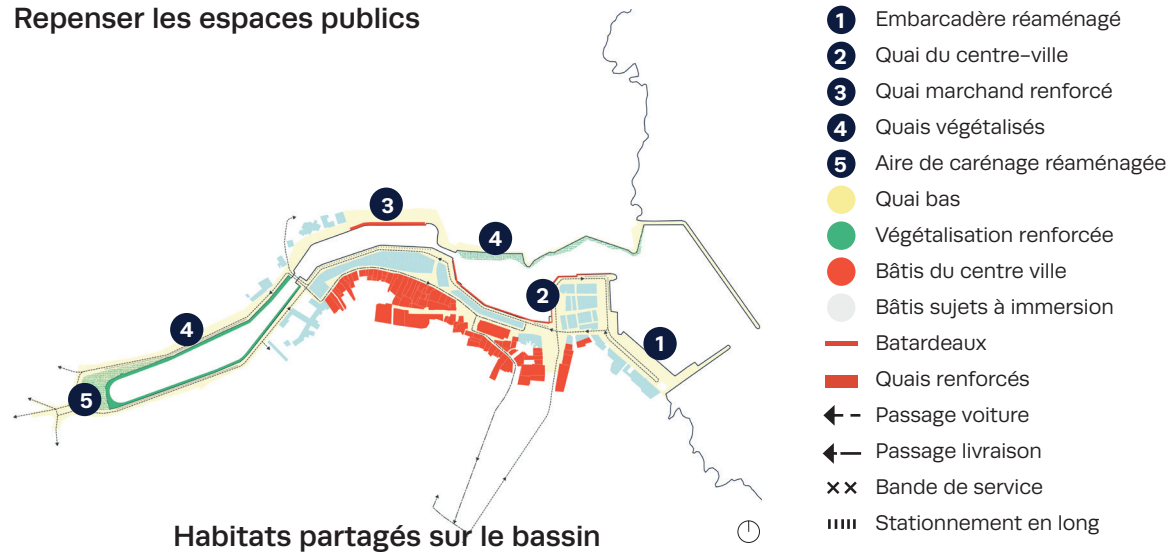 Repenser les espaces publics
1 Embarcadère réaménagé
2 Quai du centre-ville
3 Quai marchand renforcé
4 Quais végétalisés
5 Aire de carénage réaménagée
Quai bas
Végétalisation renforcée
Bâtis du centre ville
Bâtis sujets à immersion
Batardeaux
Quais renforcés
Passage voiture
Passage livraison
Bande de service
Stationnement en long
3
4
2
4
1
5
Habitats partagés sur le bassin